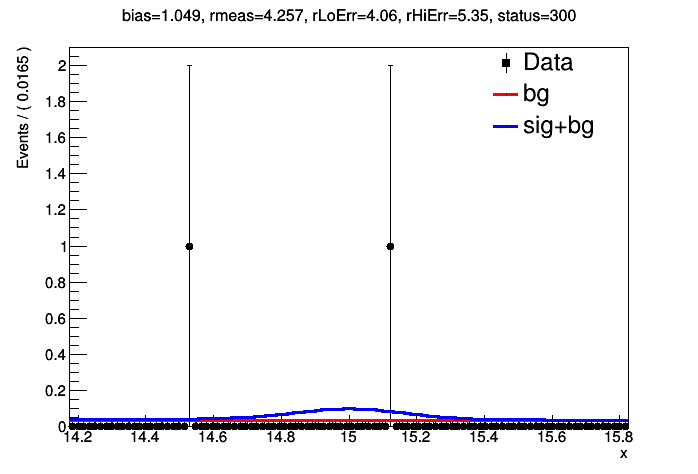 bias=1.049, rmeas=4.257, rLoErr=4.06, rHiErr=5.35, status=300
Events / ( 0.0165 )
2
1.8
1.6
1.4
1.2
1
0.8
0.6
0.4
0.2
0
Data
bg
sig+bg
14.2 14.4 14.6 14.8 15 15.2 15.4 15.6 15.8
x